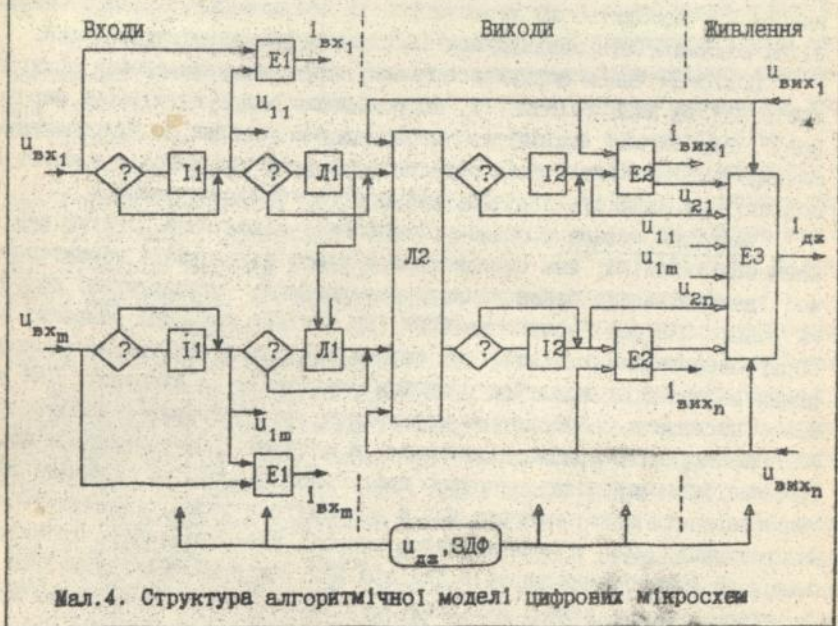 Входи Виходи Живлення
i вх1
E1
u вих1
u 11
i вих1
u вх1
? I1 ? Л1 ? I2 E2
u 21
u 11
i дж
Л2 E3
u 1m
u 2n
u вхm
? I1 ? Л1 ? I2 E2
i вихn
u 1m
u вихn
E1
i вхm
u дж, ЗДФ
Мал.4. Структура алгоритмічної моделі цифрових мікросхем